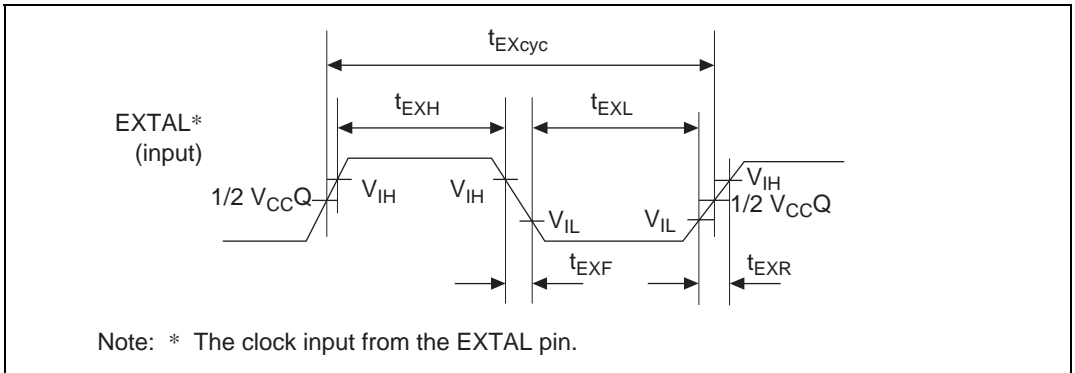 tEXcyc
tEXH
tEXL
EXTAL*
(input)
1/2 VCCQ
VIH
VIH
VIL
VIL
VIH
1/2 VCCQ
tEXF
tEXR
Note: * The clock input from the EXTAL pin.